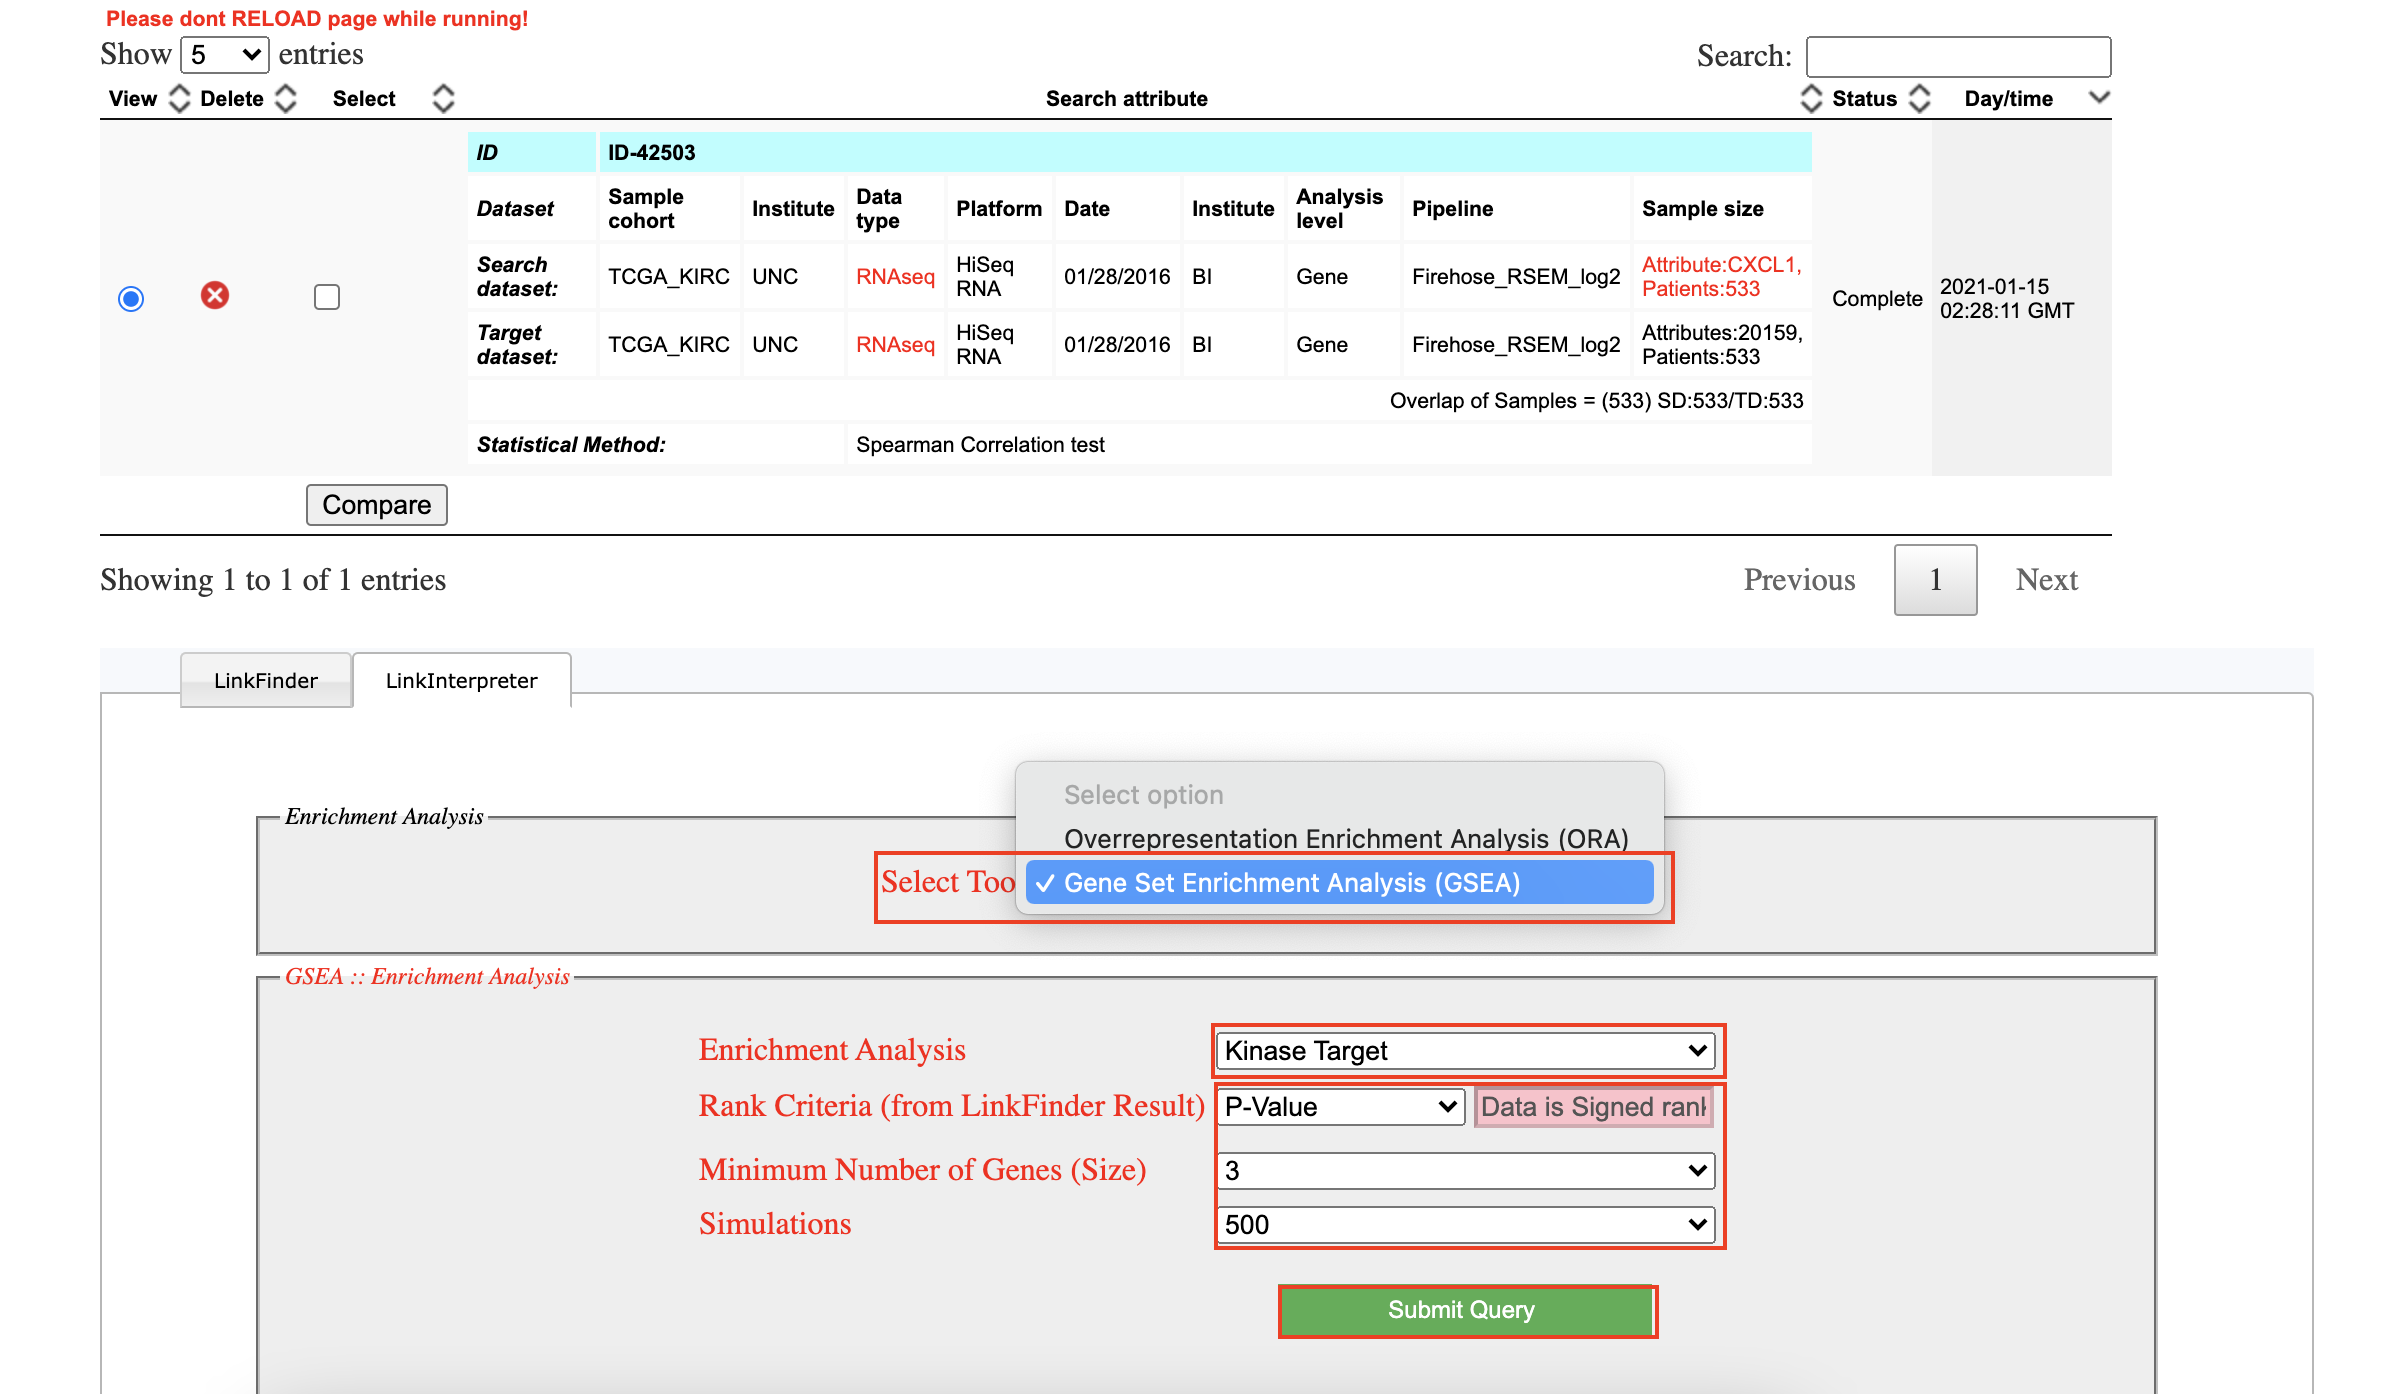 Please dont RELOAD page while running!
Show 5 entries
Search:
View Delete Select Search attribute Status Day/time
ID ID-42503
Dataset Sample cohort Institute Data type Platform Date Institute Analysis level Pipeline Sample size
Search dataset: TCGA_KIRC UNC RNAseq HiSeq RNA 01/28/2016 BI Gene Firehose_RSEM_log2 Attribute:CXCL1, Patients:533
Target dataset: TCGA_KIRC UNC RNAseq HiSeq RNA 01/28/2016 BI Gene Firehose_RSEM_log2 Attributes:20159, Patients:533
Complete 2021-01-15 02:28:11 GMT
Overlap of Samples = (533) SD:533/TD:533
Statistical Method: Spearman Correlation test
Compare
Showing 1 to 1 of 1 entries
Previous 1 Next
LinkFinder LinkInterpreter
Select option
Enrichment Analysis
Overrepresentation Enrichment Analysis (ORA)
Select Too
✓ Gene Set Enrichment Analysis (GSEA)
GSEA :: Enrichment Analysis
Enrichment Analysis Kinase Target
Rank Criteria (from LinkFinder Result) P-Value Data is Signed rank
Minimum Number of Genes (Size) 3
Simulations 500
Submit Query